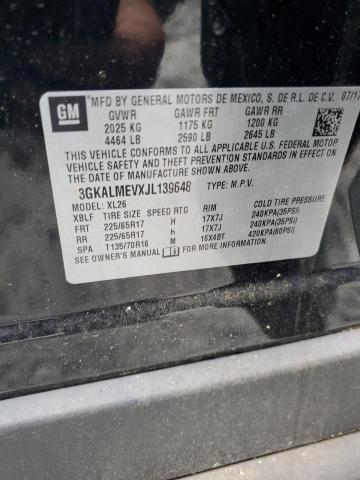 GM
MFD BY GENERAL MOTORS DE MEXICO, S. DE R.L. DE C.V. 07/17
GVWR GAWR FRT GAWR RR
2025 KG 1175 KG 1200 KG
4464 LB 2590 LB 2645 LB
THIS VEHICLE CONFORMS TO ALL APPLICABLE U.S. FEDERAL MOTOR
VEHICLE SAFETY STANDARDS IN EFFECT ON THE DATE OF
MANUFACTURE SHOWN ABOVE.
3GKALMEVXJL139648 TYPE: M.P.V.
MODEL: XL26
XBLF TIRE SIZE SPEED RTG RIM COLD TIRE PRESSURE
FRT 225/65R17 H 17X7J 240KPA(35PSI)
RR 225/65R17 H 17X7J 240KPA(35PSI)
SPA T135/70R16 M 16X4BT 420KPA(60PSI)
SEE OWNER'S MANUAL FOR MORE INFORMATION